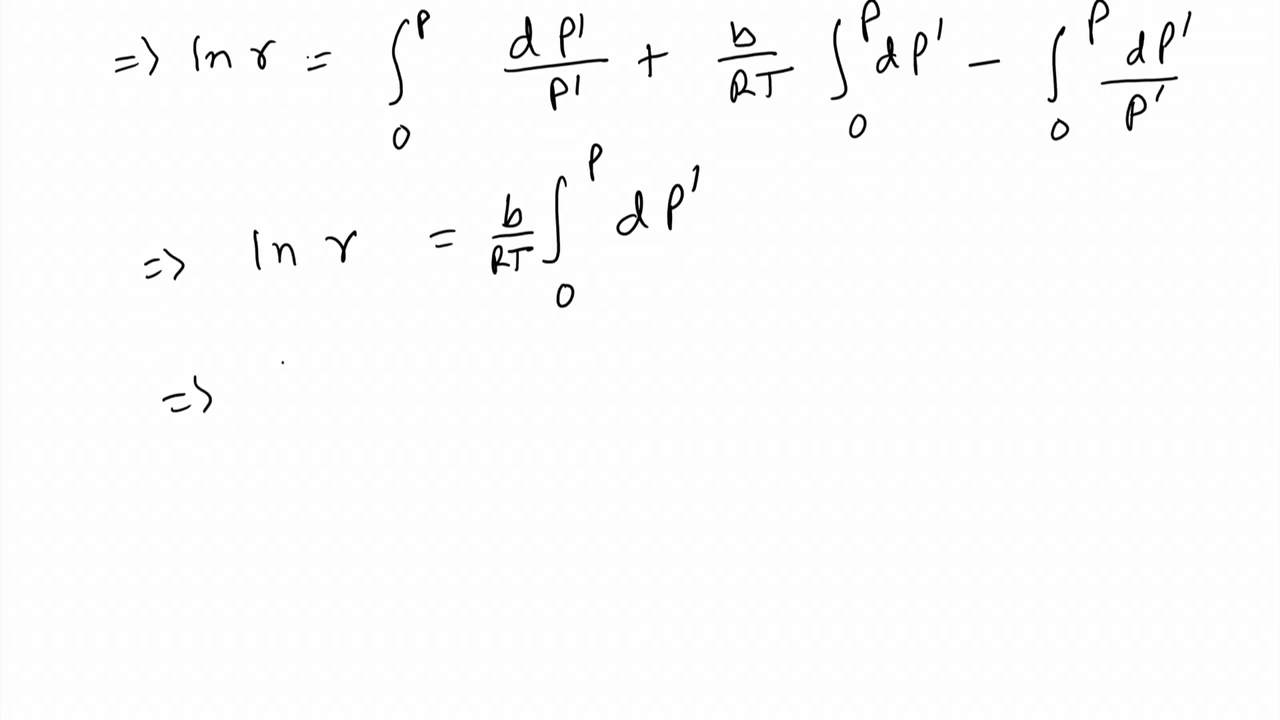 => ln γ = ∫₀ᴾ dP'/P' + b/RT ∫₀ᴾ dP' - ∫₀ᴾ dP'/P'
=> ln γ = b/RT ∫₀ᴾ dP'
=>